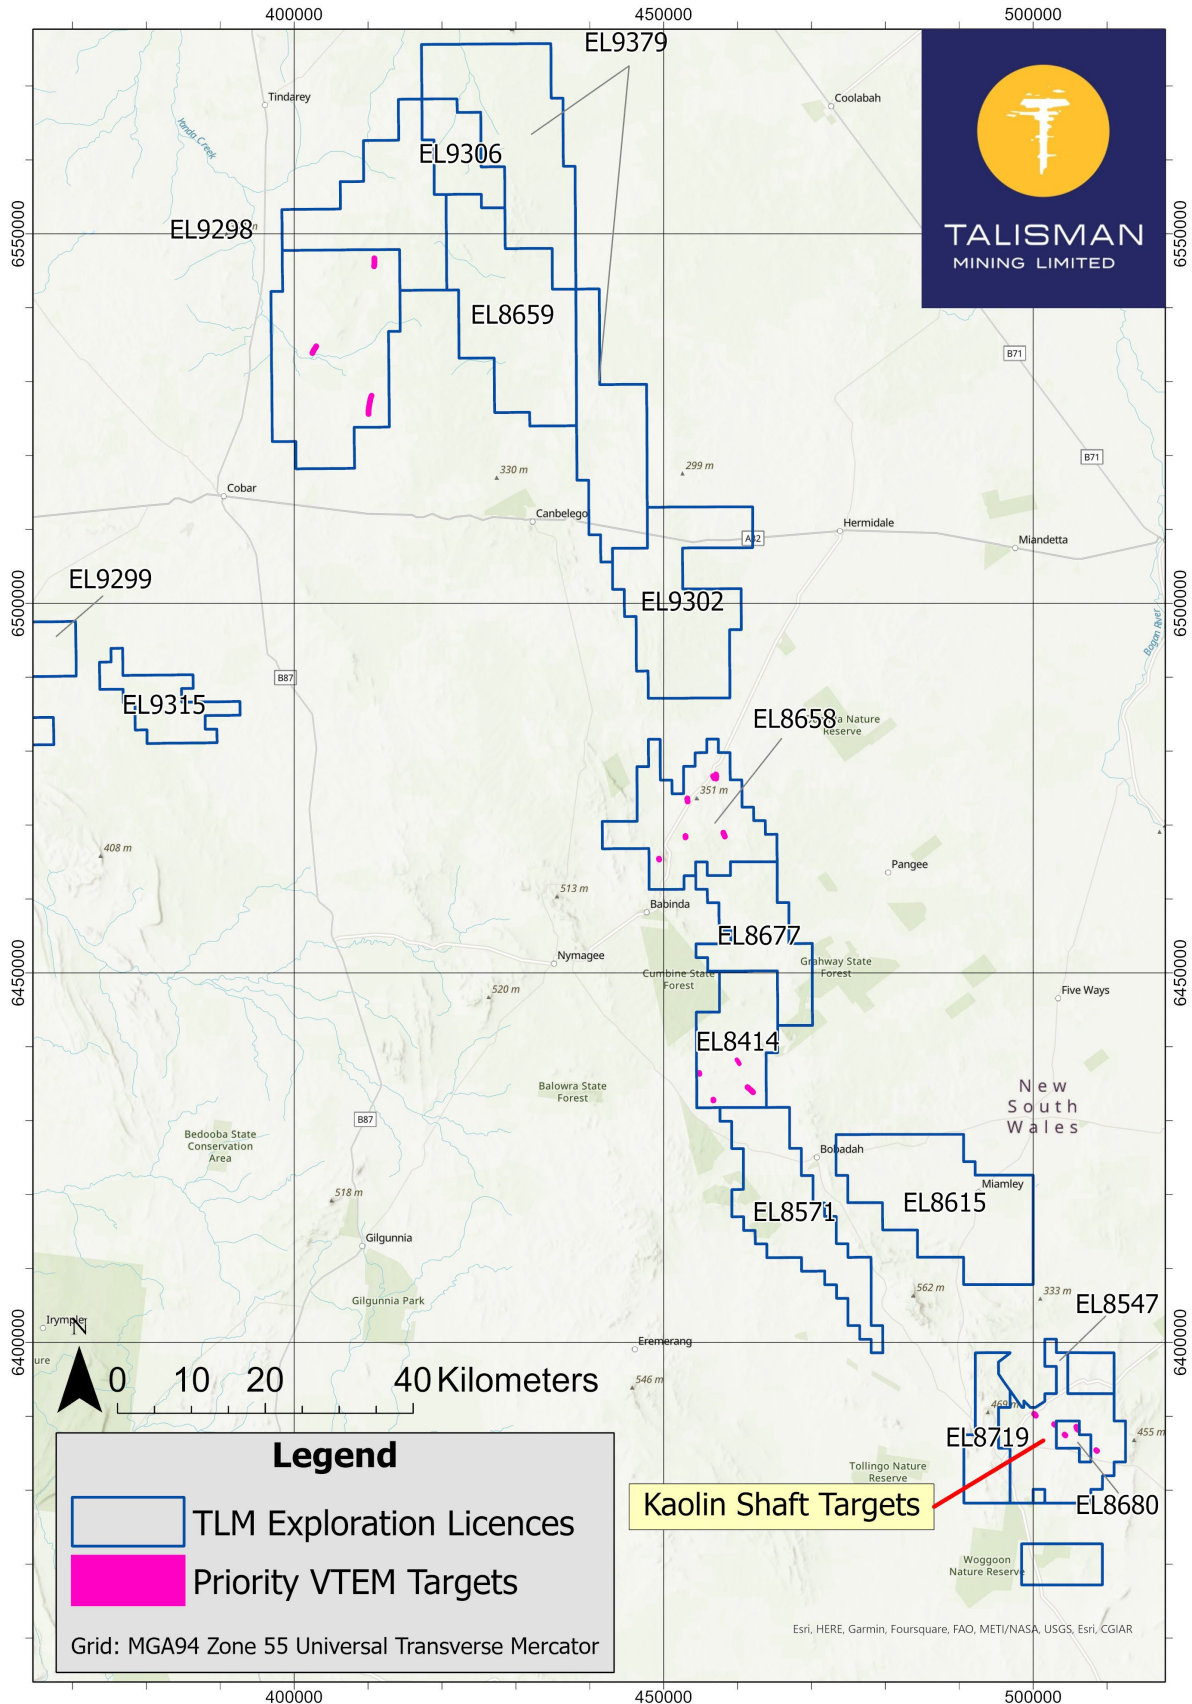 400000
450000
500000
EL9379
Tindarey
Coolabah
Yanda Creek
EL9306
TALISMAN
MINING LIMITED
EL9298
6550000
6550000
EL8659
B71
B71
330 m
299 m
Cobar
Canbelego
Hermidale
A32
Miandetta
EL9299
6500000
6500000
EL9302
Bogan River
B87
EL9315
EL8658
Nature
Reserve
351 m
408 m
513 m
Pangee
Babinda
EL8677
Nymagee
Grahway State
Forest
Cumbine State
Forest
6450000
6450000
520 m
Five Ways
EL8414
Balowra State
Forest
New
South
Wales
B87
Bedooba State
Conservation
Area
Bobadah
Miamley
518 m
EL8571
EL8615
Gilgunnia
562 m
333 m
Gilgunnia Park
EL8547
Irymple
N
Eremerang
6400000
6400000
ure
0 10 20 40 Kilometers
546 m
469 m
455 m
EL8719
Legend
Tollingo Nature
Reserve
Kaolin Shaft Targets
EL8680
TLM Exploration Licences
Priority VTEM Targets
Woggoon
Nature Reserve
Grid: MGA94 Zone 55 Universal Transverse Mercator
Esri, HERE, Garmin, Foursquare, FAO, METI/NASA, USGS, Esri, CGIAR
400000
450000
500000